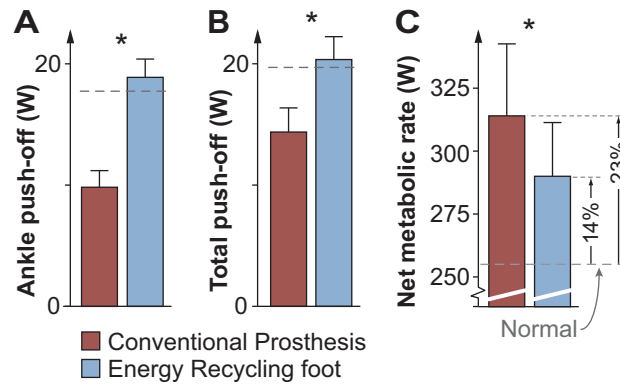 A
*
Ankle push-off (W)
20
0
B
*
Total push-off (W)
20
0
C
*
Net metabolic rate (W)
325
300
275
250
14%
23%
Normal
Conventional Prosthesis
Energy Recycling foot